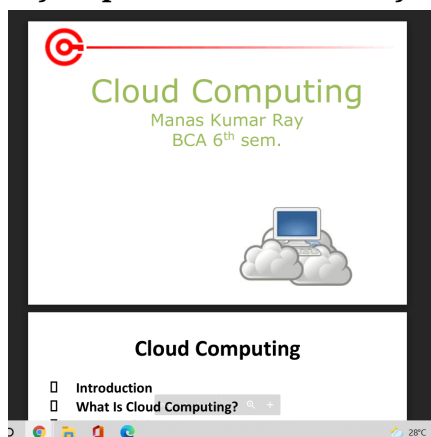 Cloud Computing
Manas Kumar Ray
BCA 6th sem.
Cloud Computing
Introduction
What Is Cloud Computing?
28°C